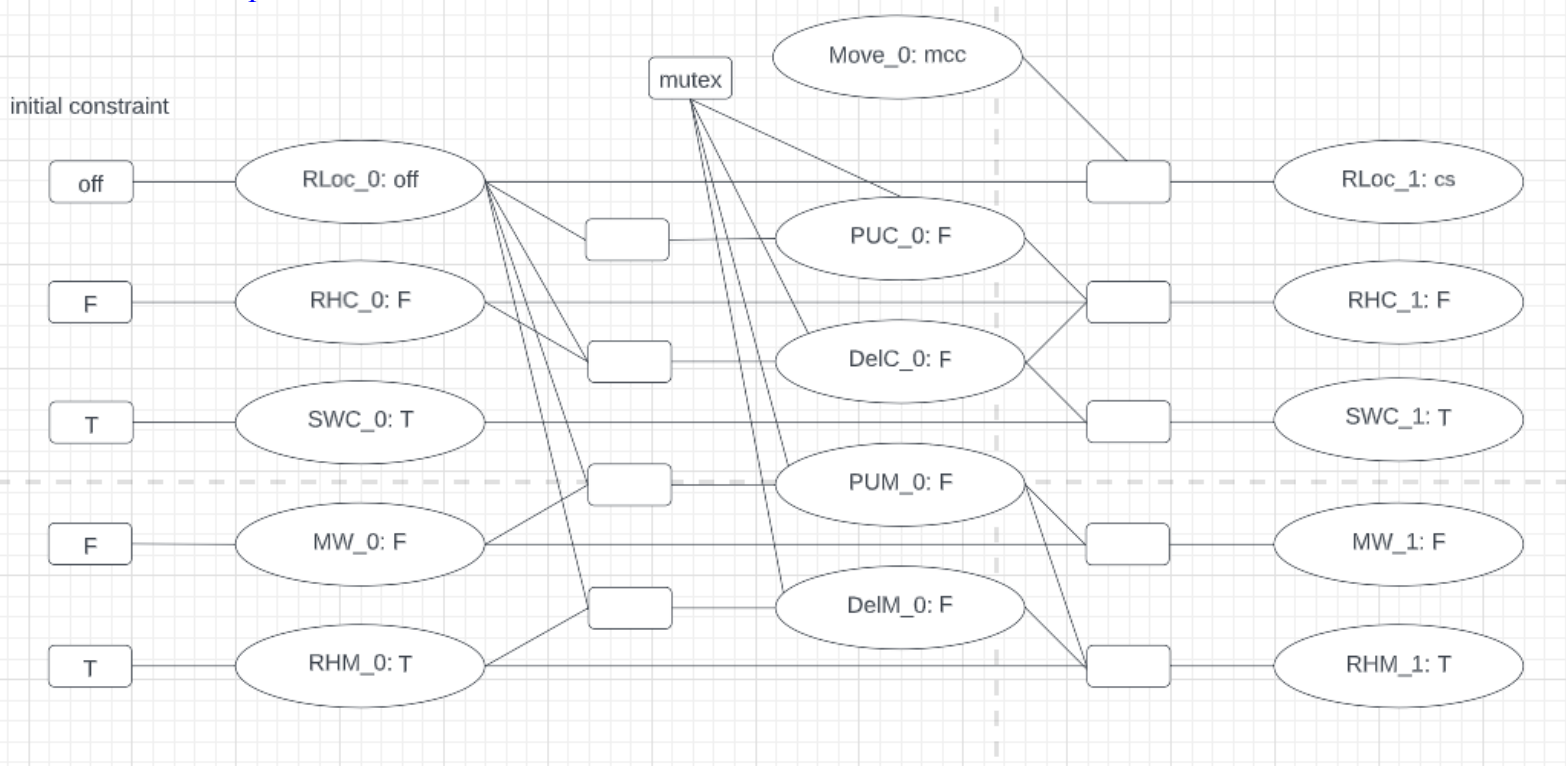 Move_0: mcc
mutex
initial constraint
off
RLoc_0: off
RLoc_1: cs
PUC_0: F
F
RHC_0: F
RHC_1: F
DelC_0: F
T
SWC_0: T
SWC_1: T
PUM_0: F
F
MW_0: F
MW_1: F
DelM_0: F
T
RHM_0: T
RHM_1: T